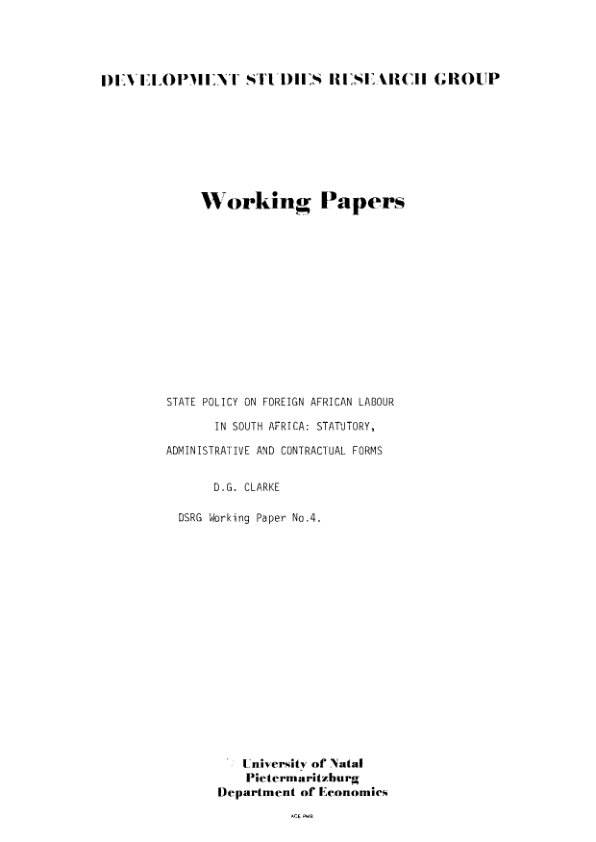 DEVELOPMENT STUDIES RESEARCH GROUP
Working Papers
STATE POLICY ON FOREIGN AFRICAN LABOUR
IN SOUTH AFRICA: STATUTORY,
ADMINISTRATIVE AND CONTRACTUAL FORMS
D.G. CLARKE
DSRG Working Paper No.4.
University of Natal
Pietermaritzburg
Department of Economics